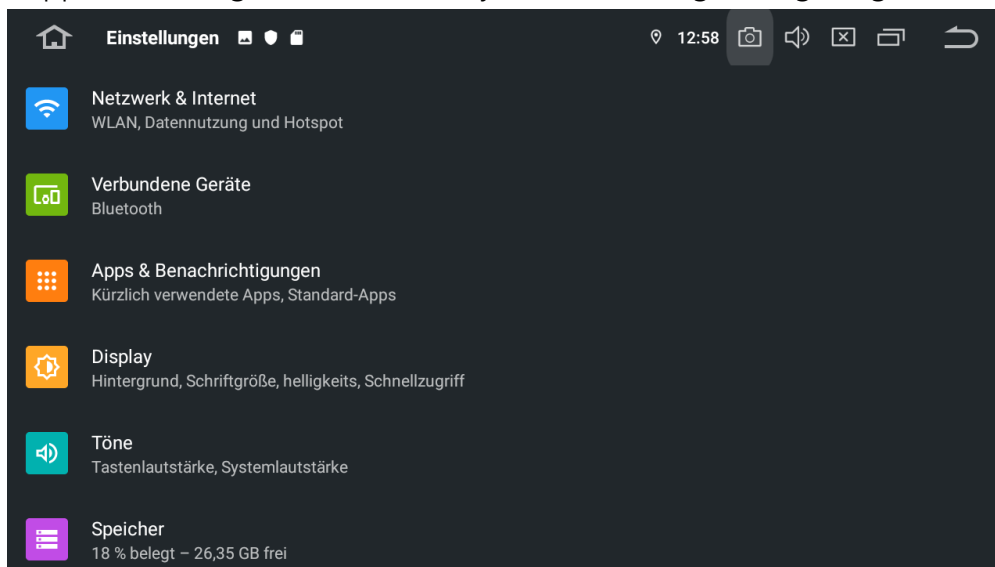 Einstellungen
12:58
Netzwerk & Internet
WLAN, Datennutzung und Hotspot
Verbundene Geräte
Bluetooth
Apps & Benachrichtigungen
Kürzlich verwendete Apps, Standard-Apps
Display
Hintergrund, Schriftgröße, helligkeits, Schnellzugriff
Töne
Tastenlautstärke, Systemlautstärke
Speicher
18 % belegt – 26,35 GB frei